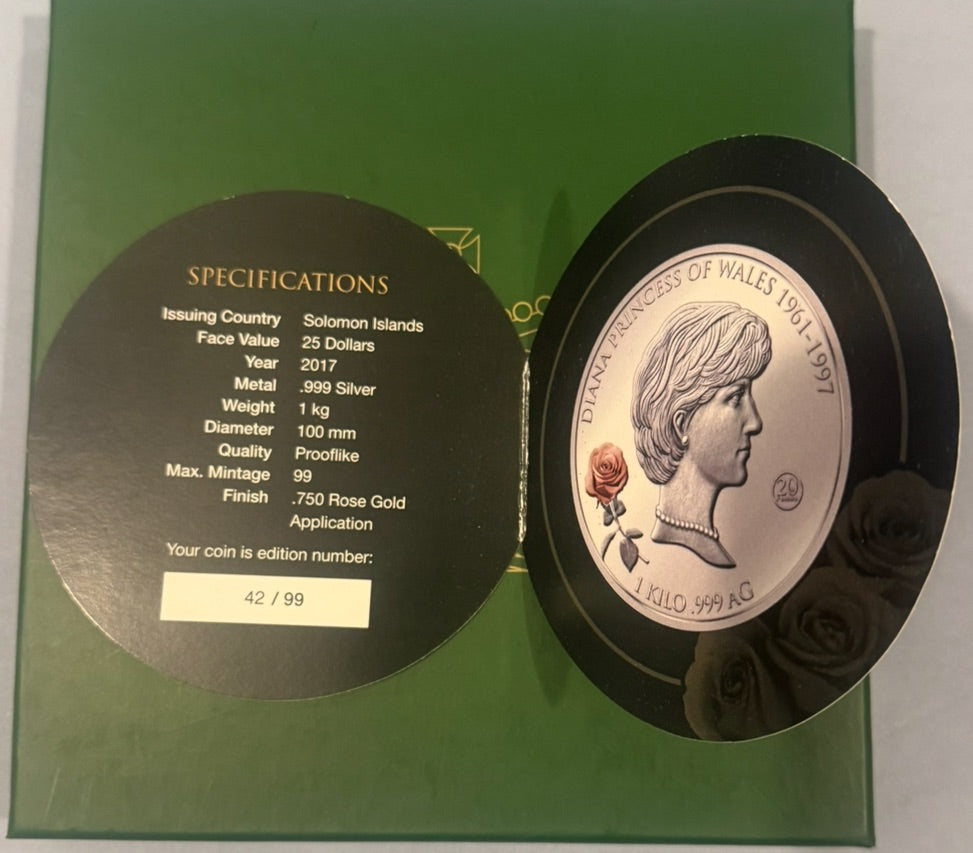 SPECIFICATIONS
Issuing Country Solomon Islands
Face Value 25 Dollars
Year 2017
Metal .999 Silver
Weight 1 kg
Diameter 100 mm
Quality Prooflike
Max. Mintage 99
Finish .750 Rose Gold
Application
Your coin is edition number:
42 / 99
DIANA PRINCESS OF WALES 1961-1997
20
1 KILO .999 AG